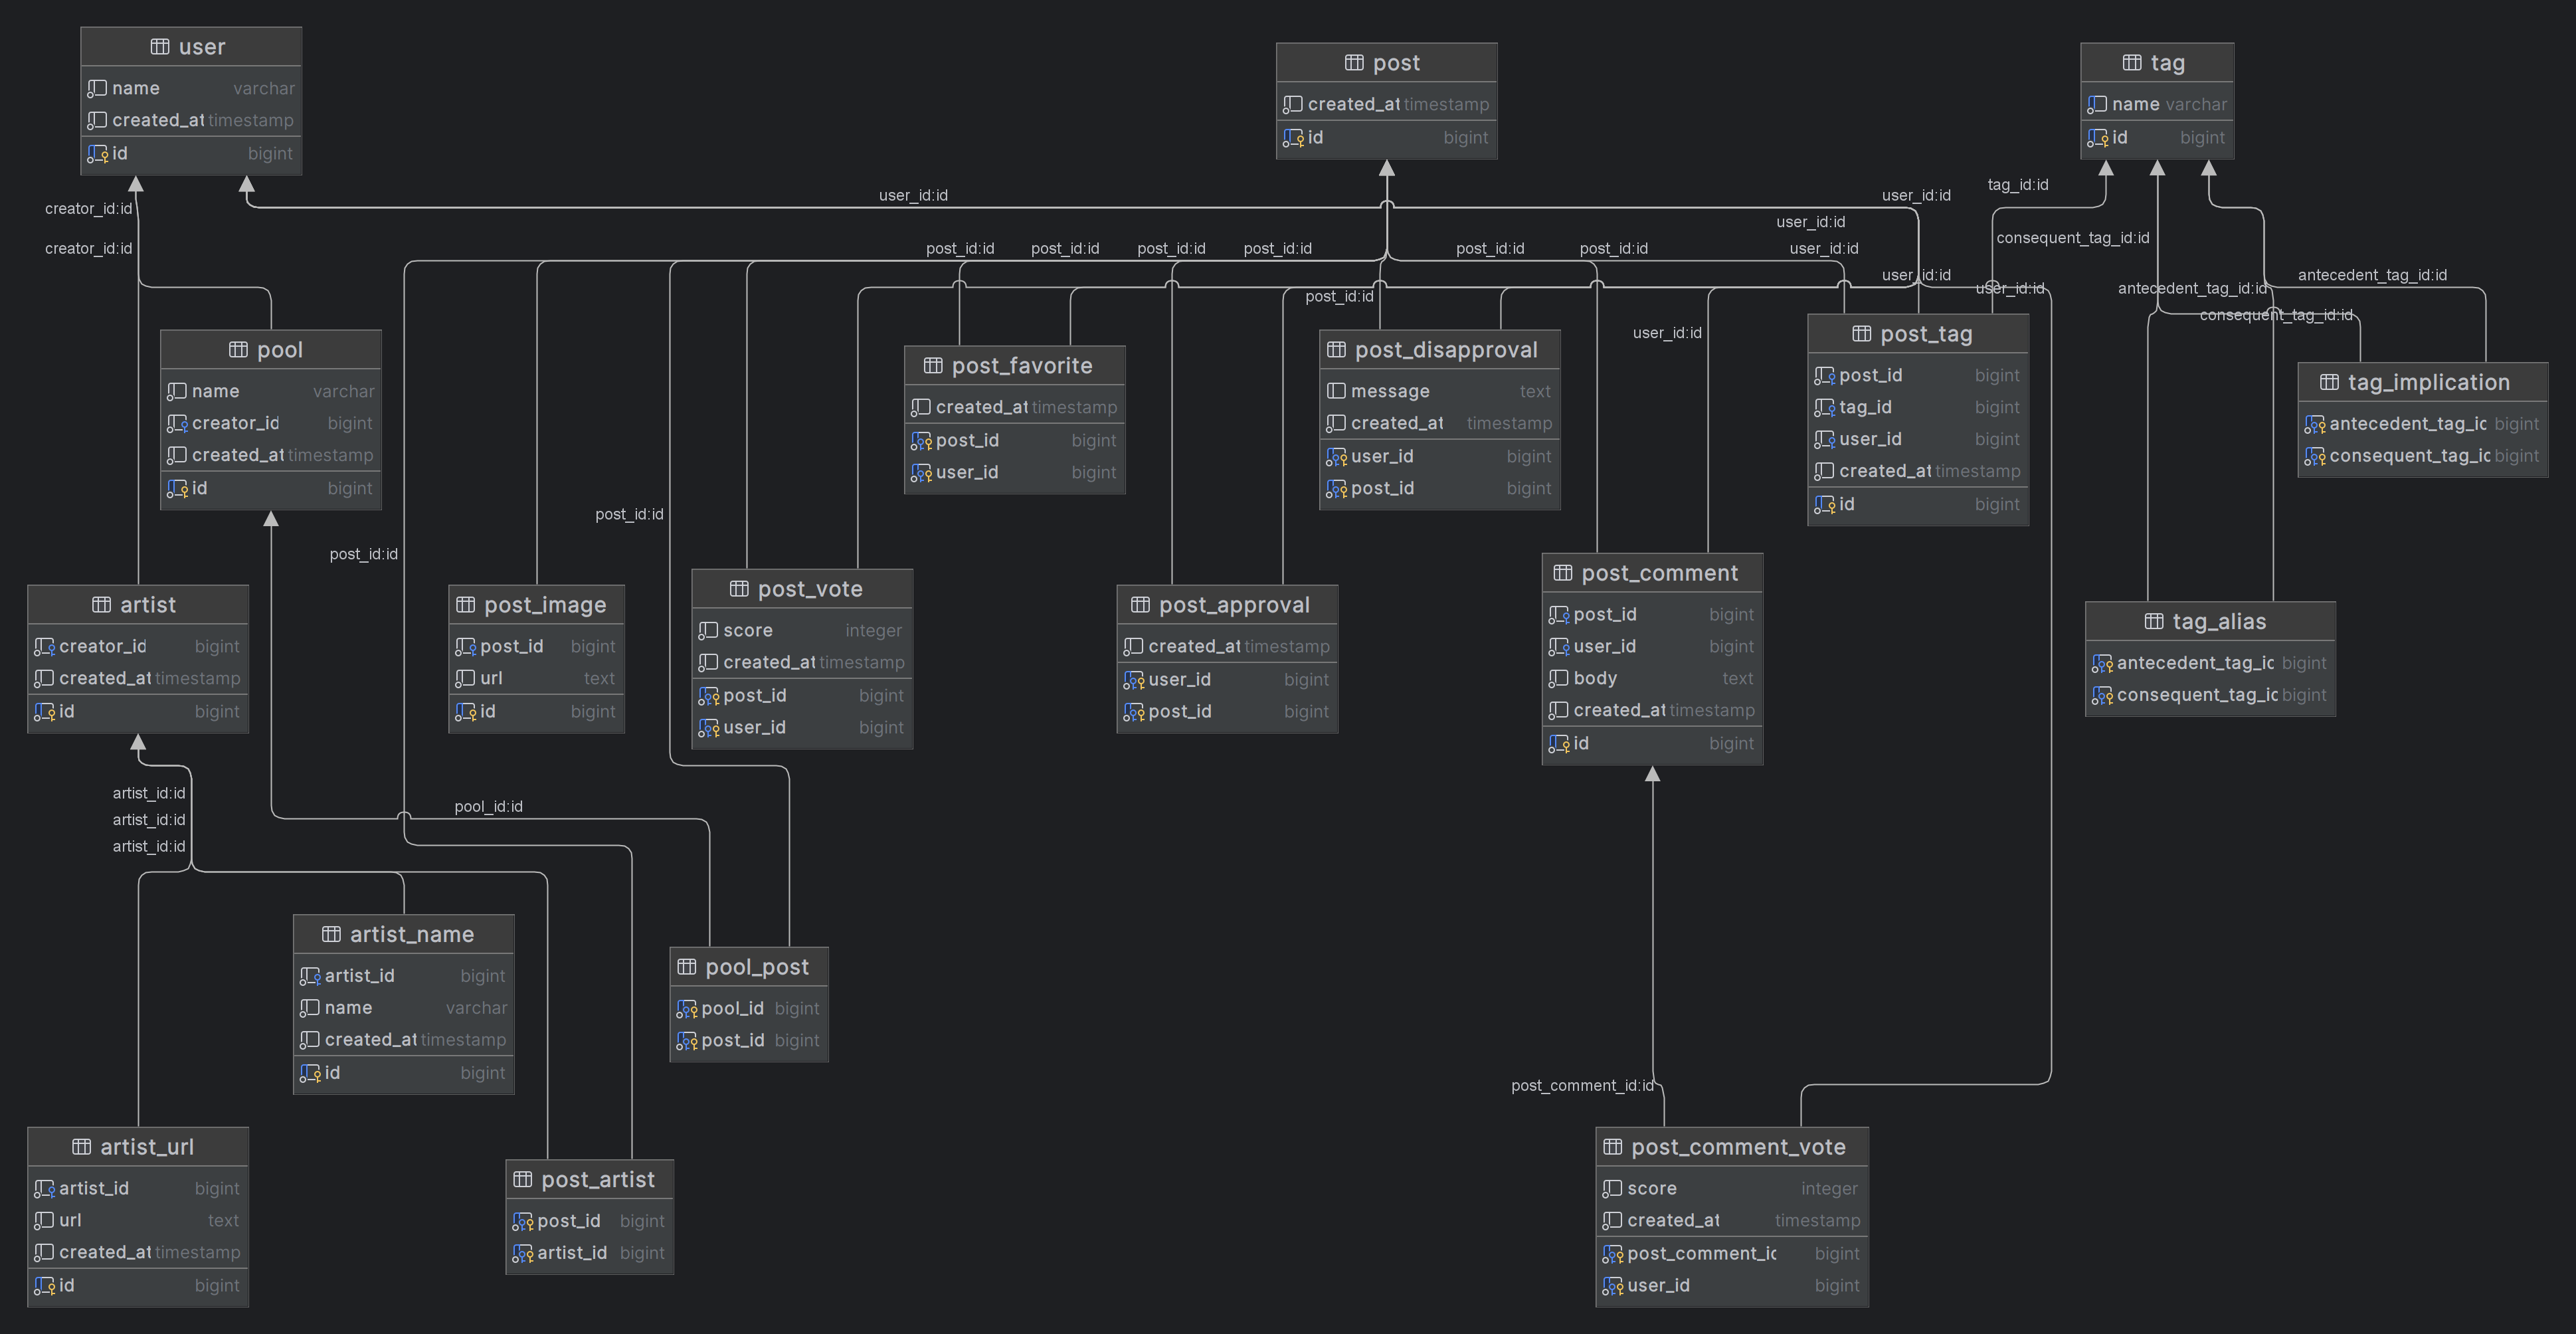 user
name varchar
created_at timestamp
id bigint
post
created_at timestamp
id bigint
tag
name varchar
id bigint
tag_id:id
user_id:id
user_id:id
creator_id:id
user_id:id
consequent_tag_id:id
creator_id:id
post_id:id
post_id:id
post_id:id
post_id:id
post_id:id
post_id:id
user_id:id
user_id:id
antecedent_tag_id:id
user_id:id
antecedent_tag_id:id
post_id:id
consequent_tag_id:id
user_id:id
pool
name varchar
creator_id bigint
created_at timestamp
id bigint
post_favorite
created_at timestamp
post_id bigint
user_id bigint
post_disapproval
message text
created_at timestamp
user_id bigint
post_id bigint
post_tag
post_id bigint
tag_id bigint
user_id bigint
created_at timestamp
id bigint
tag_implication
antecedent_tag_ic bigint
consequent_tag_ic bigint
post_id:id
post_id:id
artist
creator_id bigint
created_at timestamp
id bigint
post_image
post_id bigint
url text
id bigint
post_vote
score integer
created_at timestamp
post_id bigint
user_id bigint
post_approval
created_at timestamp
user_id bigint
post_id bigint
post_comment
post_id bigint
user_id bigint
body text
created_at timestamp
id bigint
tag_alias
antecedent_tag_ic bigint
consequent_tag_ic bigint
artist_id:id
artist_id:id
artist_id:id
pool_id:id
artist_name
artist_id bigint
name varchar
created_at timestamp
id bigint
pool_post
pool_id bigint
post_id bigint
post_comment_id:id
artist_url
artist_id bigint
url text
created_at timestamp
id bigint
post_artist
post_id bigint
artist_id bigint
post_comment_vote
score integer
created_at timestamp
post_comment_ic bigint
user_id bigint